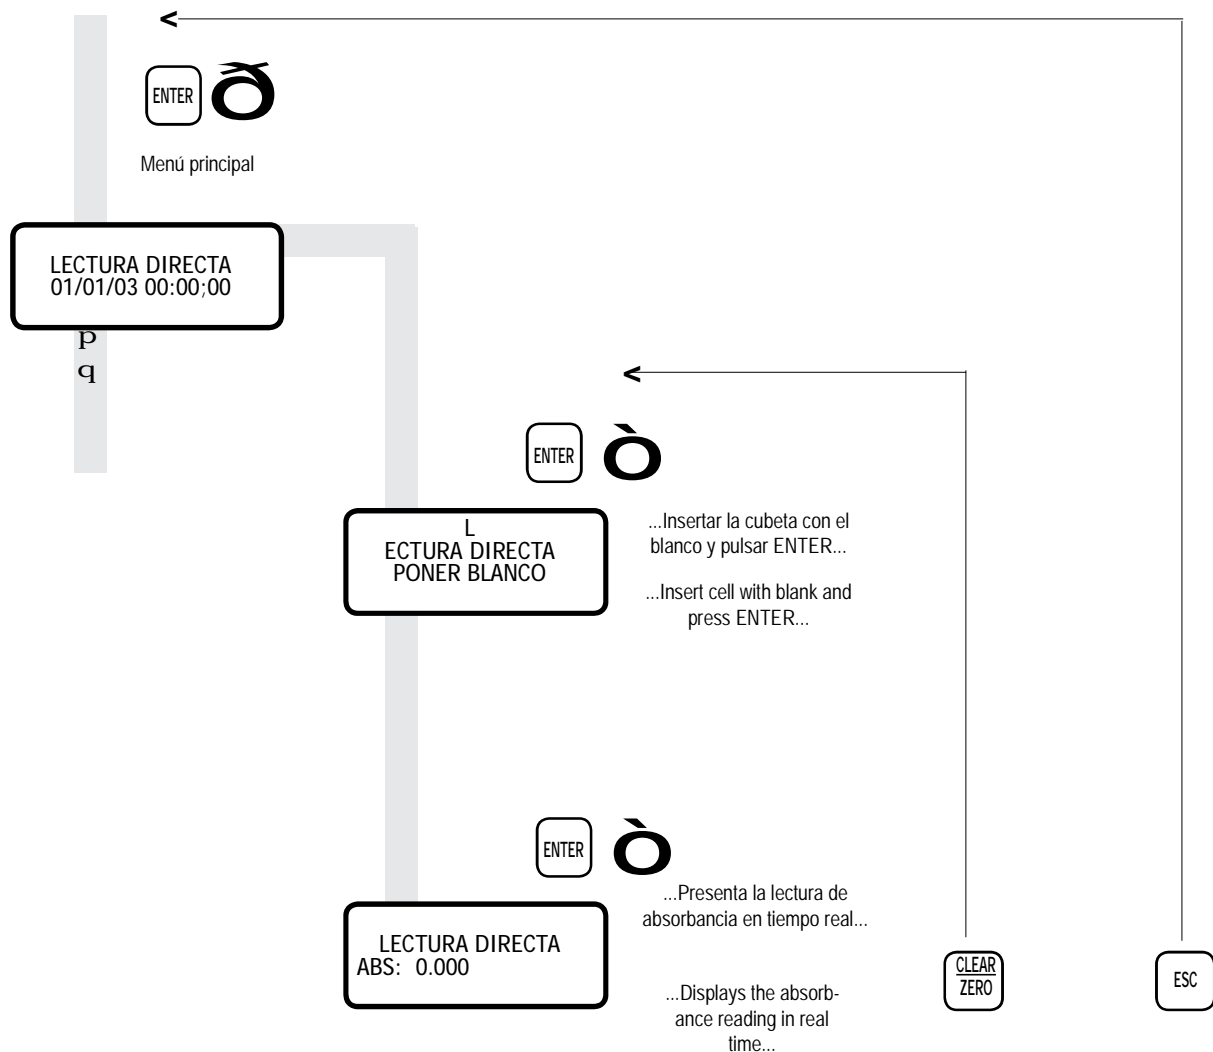 <
ENTER ð
Menú principal
LECTURA DIRECTA
01/01/03 00:00;00
p
q
<
ENTER Ò
L
ECTURA DIRECTA
PONER BLANCO
...Insertar la cubeta con el
blanco y pulsar ENTER...
...Insert cell with blank and
press ENTER...
ENTER Ò
...Presenta la lectura de
absorbancia en tiempo real...
LECTURA DIRECTA
ABS: 0.000
...Displays the absorb-
ance reading in real
time...
CLEAR
ZERO
ESC